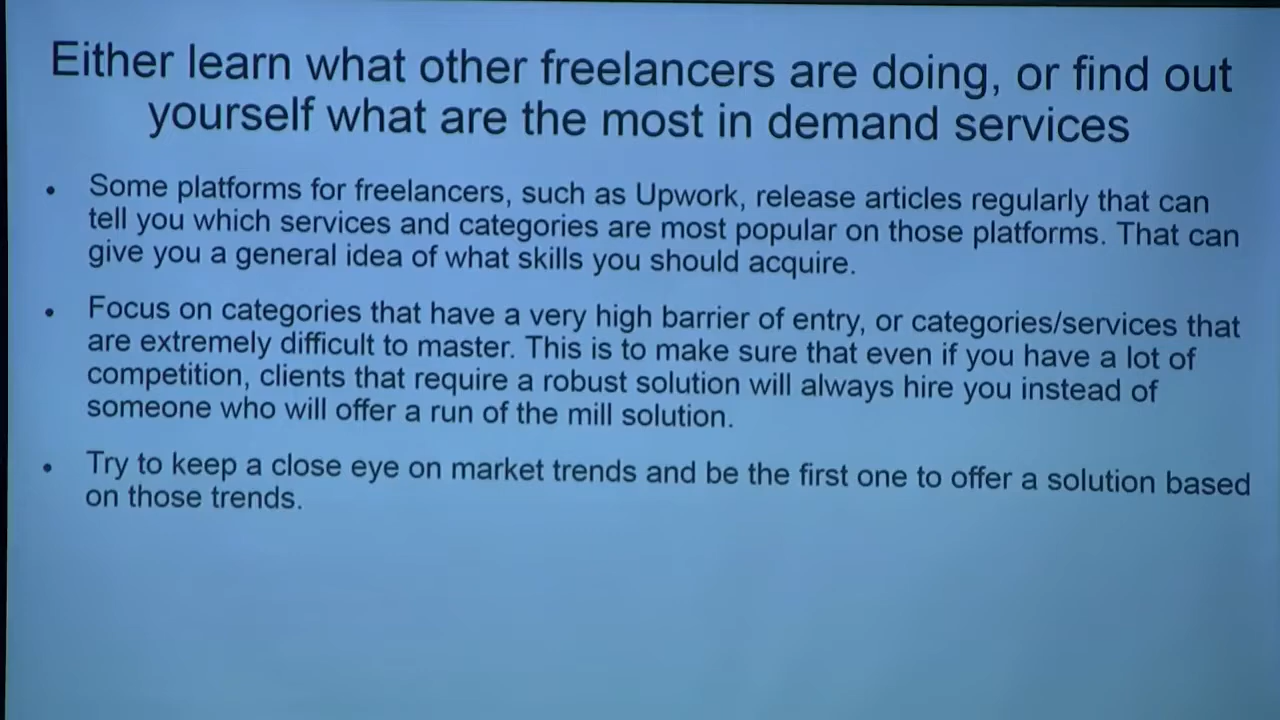 Either learn what other freelancers are doing, or find out
yourself what are the most in demand services
• Some platforms for freelancers, such as Upwork, release articles regularly that can
tell you which services and categories are most popular on those platforms. That can
give you a general idea of what skills you should acquire.
• Focus on categories that have a very high barrier of entry, or categories/services that
are extremely difficult to master. This is to make sure that even if you have a lot of
competition, clients that require a robust solution will always hire you instead of
someone who will offer a run of the mill solution.
• Try to keep a close eye on market trends and be the first one to offer a solution based
on those trends.